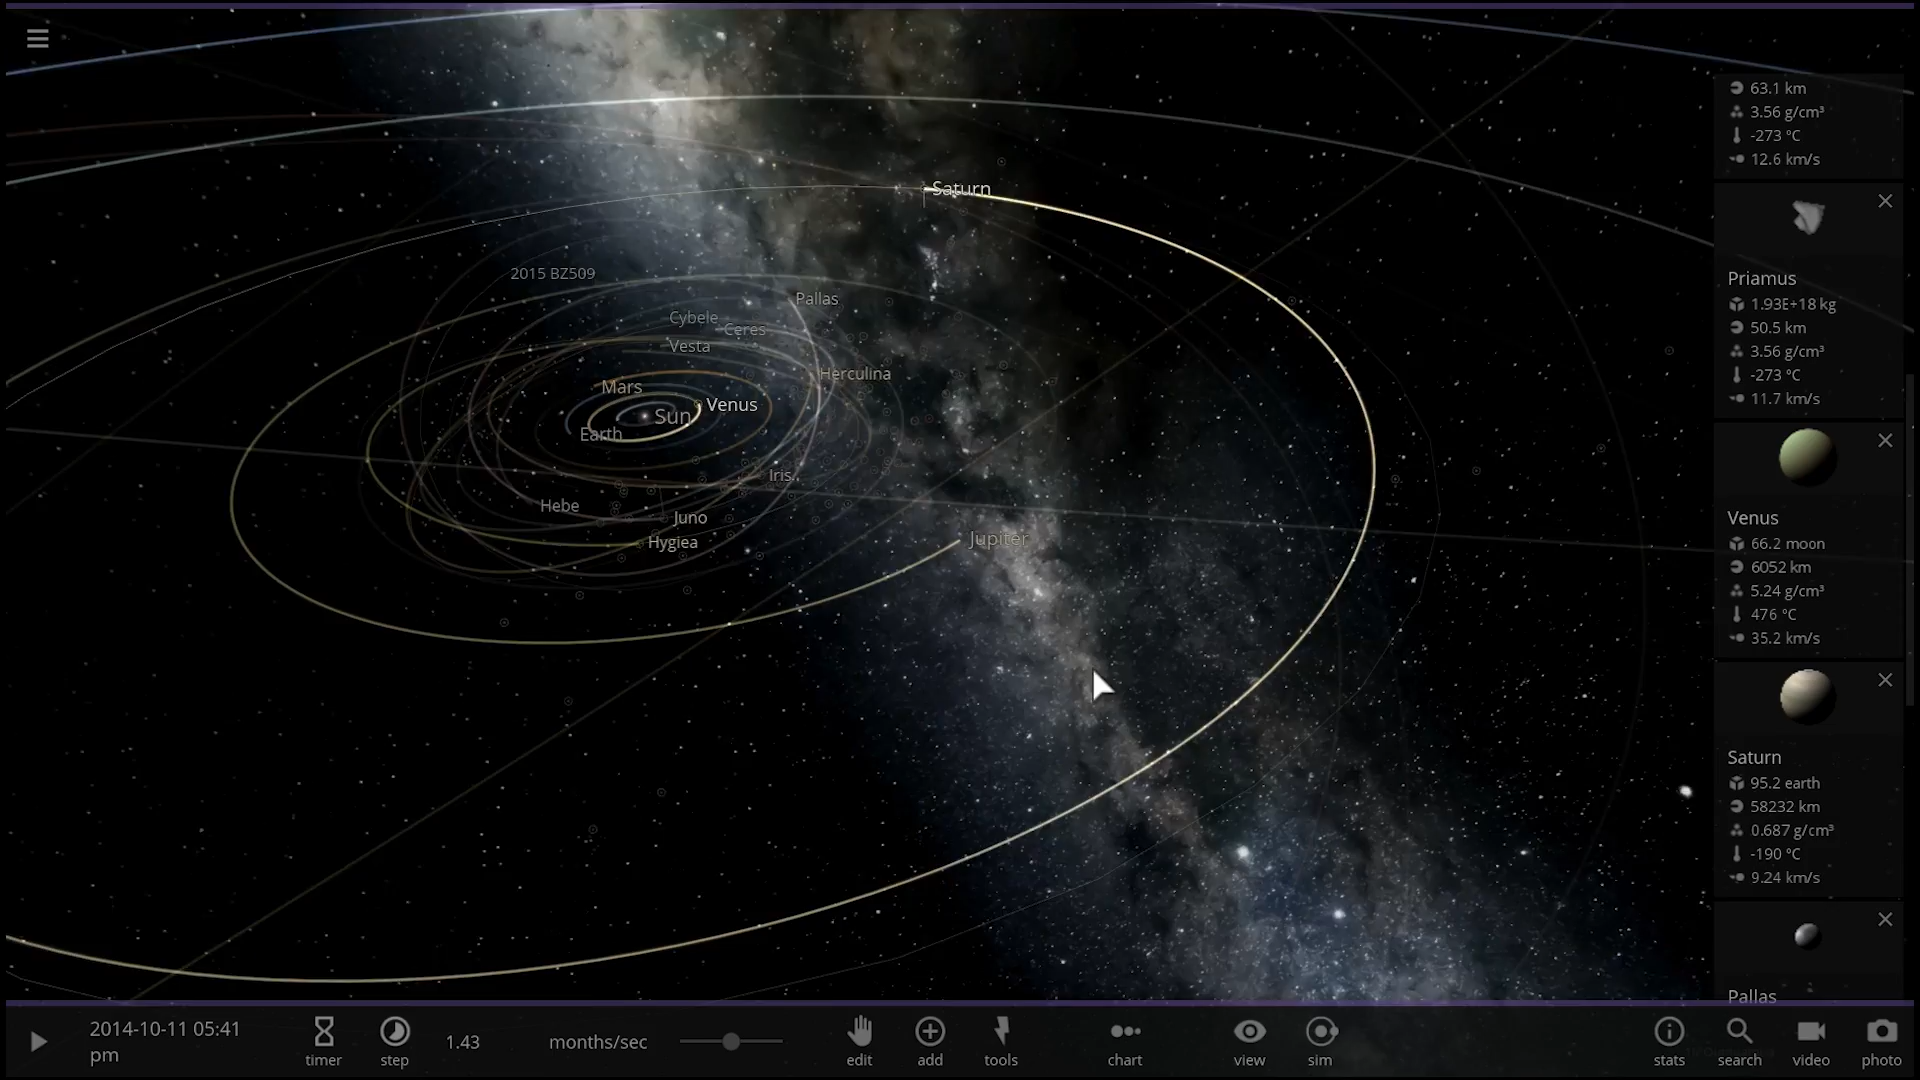 Saturn
2015 BZ509
Pallas
Cybele
Ceres
Vesta
Herculina
Mars
Venus
Sun
Earth
Iris..
Hebe
Juno
Hygiea
Jupiter
63.1 km
3.56 g/cm³
-273 °C
12.6 km/s
Priamus
1.93E+18 kg
50.5 km
3.56 g/cm³
-273 °C
11.7 km/s
Venus
66.2 moon
6052 km
5.24 g/cm³
476 °C
35.2 km/s
Saturn
95.2 earth
58232 km
0.687 g/cm³
-190 °C
9.24 km/s
Pallas
2014-10-11 05:41
pm
timer
step
1.43
months/sec
edit
add
tools
chart
view
sim
stats
search
video
photo